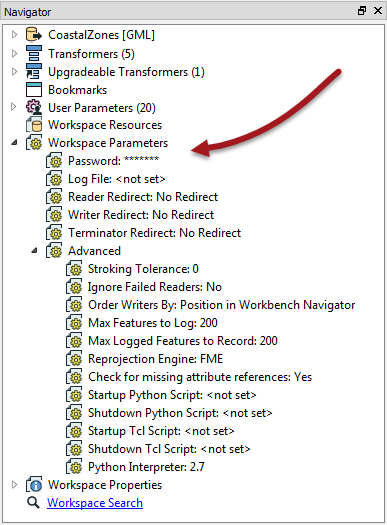 Navigator
CoastalZones [GML]
Transformers (5)
Upgradeable Transformers (1)
Bookmarks
User Parameters (20)
Workspace Resources
Workspace Parameters
Password: *******
Log File: <not set>
Reader Redirect: No Redirect
Writer Redirect: No Redirect
Terminator Redirect: No Redirect
Advanced
Stroking Tolerance: 0
Ignore Failed Readers: No
Order Writers By: Position in Workbench Navigator
Max Features to Log: 200
Max Logged Features to Record: 200
Reprojection Engine: FME
Check for missing attribute references: Yes
Startup Python Script: <not set>
Shutdown Python Script: <not set>
Startup Tcl Script: <not set>
Shutdown Tcl Script: <not set>
Python Interpreter: 2.7
Workspace Properties
Workspace Search